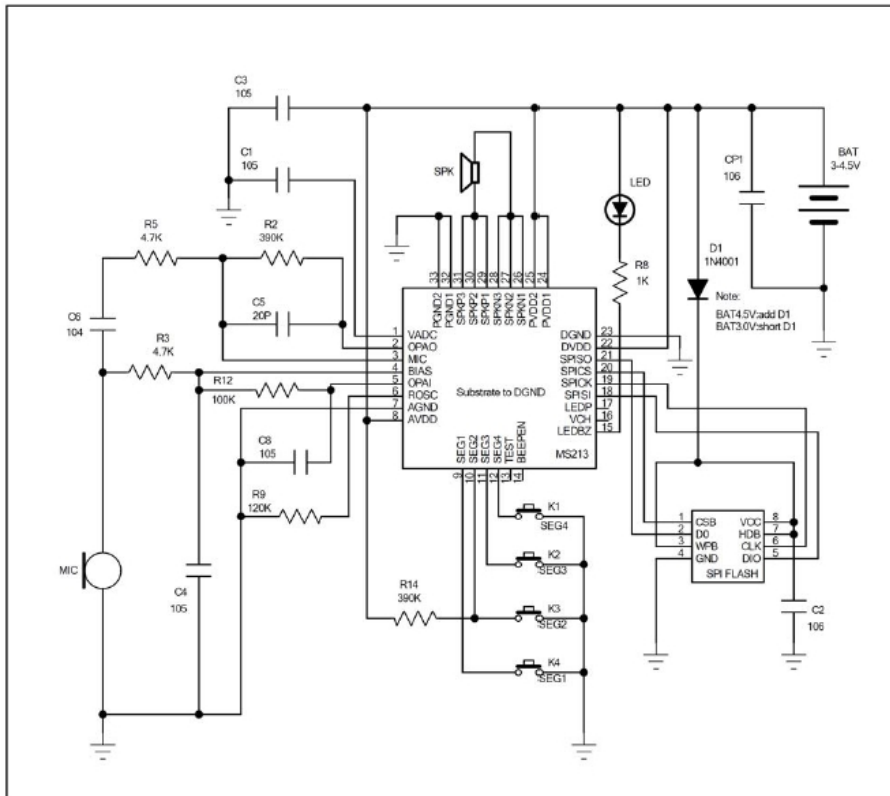 C3
105
C1
105
SPK
LED
CP1
106
BAT
3-4.5V
R5
4.7K
R2
390K
D1
1N4001
R8
1K
Note:
BAT4.5V:add D1
BAT3.0V:short D1
C5
20P
C6
104
R3
4.7K
R12
100K
C8
105
R9
120K
MIC
C4
105
33
32
31
30
29
28
27
26
25
24
PGND2
PGND1
SPKP3
SPKP2
SPKP1
SPKN3
SPKN2
SPKN1
PVDD2
PVDD1
1 VADC
2 OPAO
3 MIC
4 BIAS
5 OPAI
6 ROSC
7 AGND
8 AVDD
Substrate to DGND
DGND 23
DVDD 22
SPISO 21
SPICS 20
SPICK 19
SPISI 18
LEDP 17
VCH 16
LEDBZ 15
MS213
SEG1
SEG2
SEG3
SEG4
TEST
BEEPEN
9
10
11
12
13
14
K1
SEG4
K2
SEG3
K3
SEG2
K4
SEG1
R14
390K
1 CSB VCC 8
2 D0 HDB 7
3 WPB CLK 6
4 GND DIO 5
SPI FLASH
C2
106